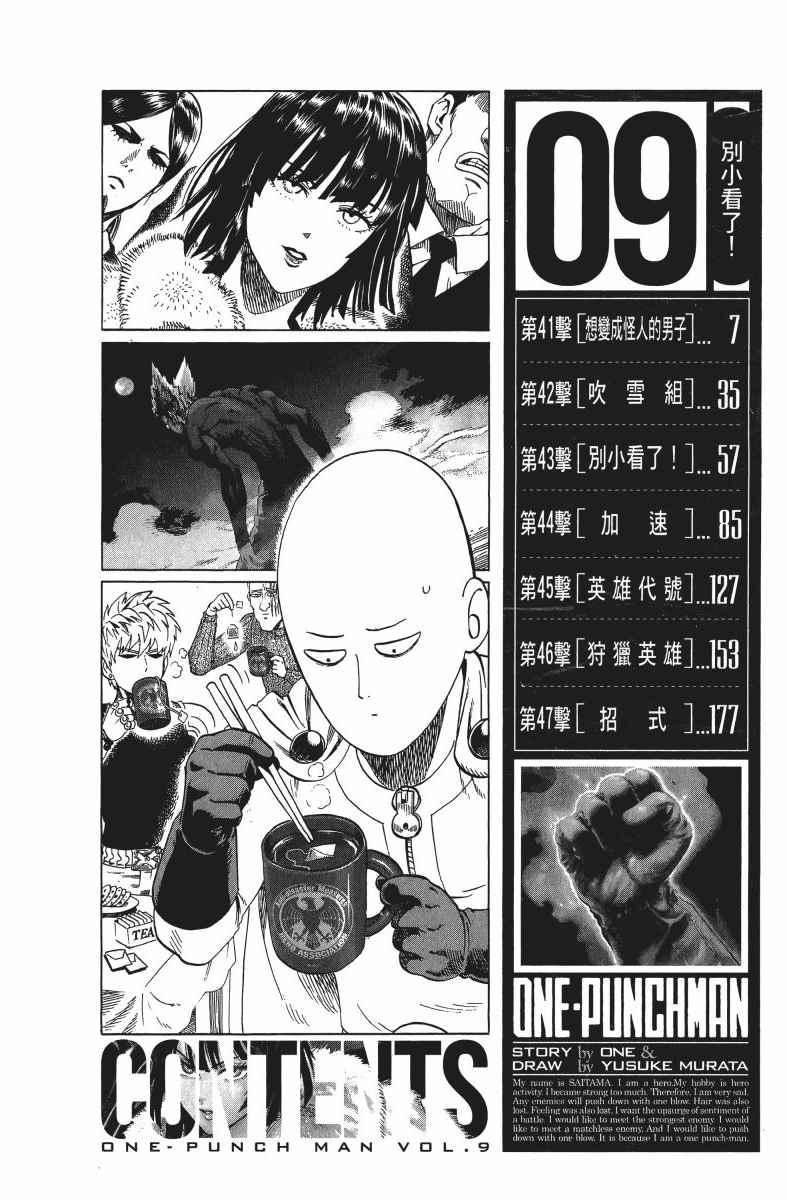 09
別小看了！
第41擊[想變成怪人的男子]... 7
第42擊[吹雪組]... 35
第43擊[別小看了！]... 57
第44擊[加速]... 85
第45擊[英雄代號]...127
第46擊[狩獵英雄]...153
第47擊[招式]...177
TEA
ASSOCIATION
ONE-PUNCHMAN
STORY by ONE &
DRAW by YUSUKE MURATA
My name is SAITAMA. I am a hero.My hobby is hero
activity. I became strong too much. Therefore, I am very sad.
Any enemies will push down with one blow. Hair was also
lost. Feeling was also lost. I want the upsurge of sentiment of
a battle. I would like to meet the strongest enemy. I would
like to meet a matchless enemy. And I would like to push
down with one blow. It is because I am a one punch-man.
CONTENTS
ONE-PUNCH MAN VOL.9